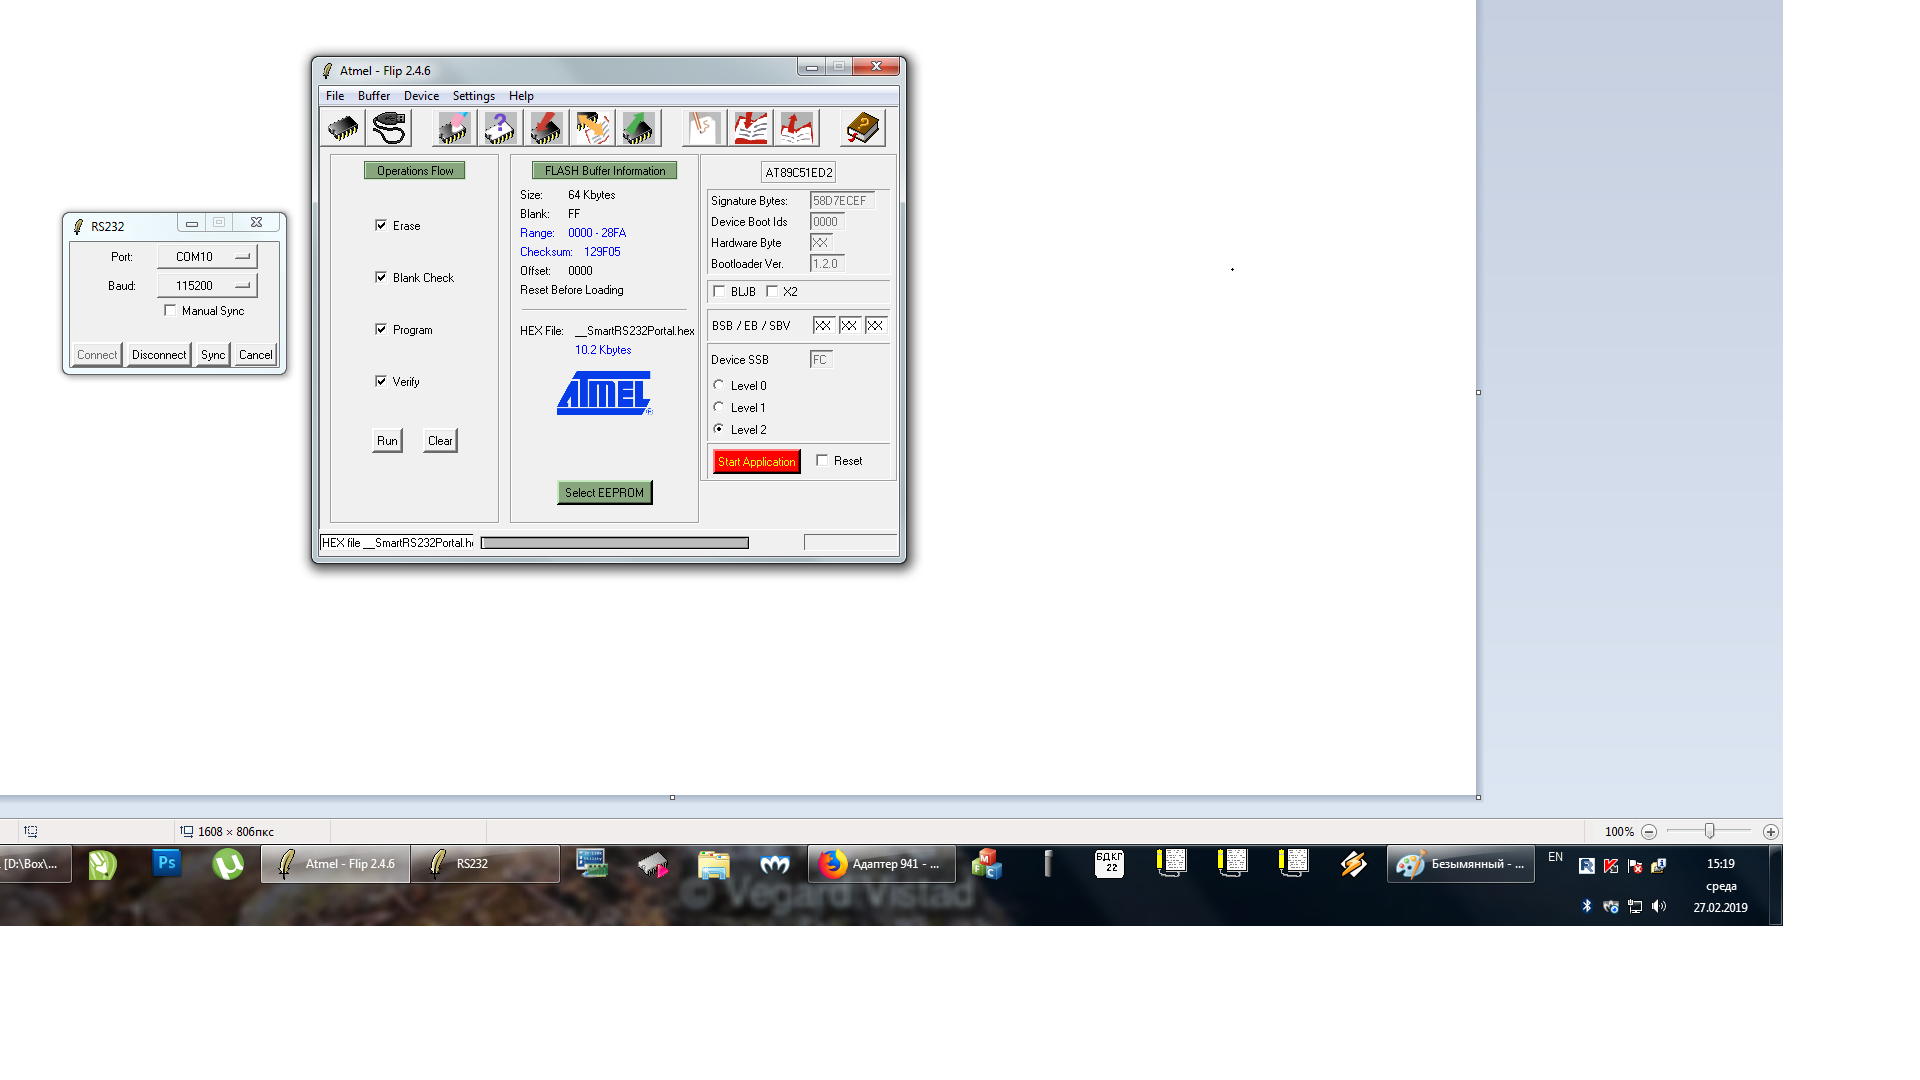 Atmel - Flip 2.4.6
File Buffer Device Settings Help
Operations Flow
Erase
Blank Check
Program
Verify
Run Clear
FLASH Buffer Information
Size: 64 Kbytes
Blank: FF
Range: 0000 - 28FA
Checksum: 129F05
Offset: 0000
Reset Before Loading
HEX File: __SmartRS232Portal.hex
10.2 Kbytes
ATMEL
Select EEPROM
AT89C51ED2
Signature Bytes: 58D7ECEF
Device Boot Ids 0000
Hardware Byte XX
Bootloader Ver. 1.2.0
BLJB X2
BSB / EB / SBV XX XX XX
Device SSB FC
Level 0
Level 1
Level 2
Start Application Reset
HEX file __SmartRS232Portal.he
RS232
Port: COM10
Baud: 115200
Manual Sync
Connect Disconnect Sync Cancel
1608 × 806пкс
100%
[D:\Box\...
Ps
Atmel - Flip 2.4.6
RS232
Адаптер 941 - ...
M F C
БДКГ 22
Безымянный - ...
EN
15:19
среда
27.02.2019
© Vegard Vistad